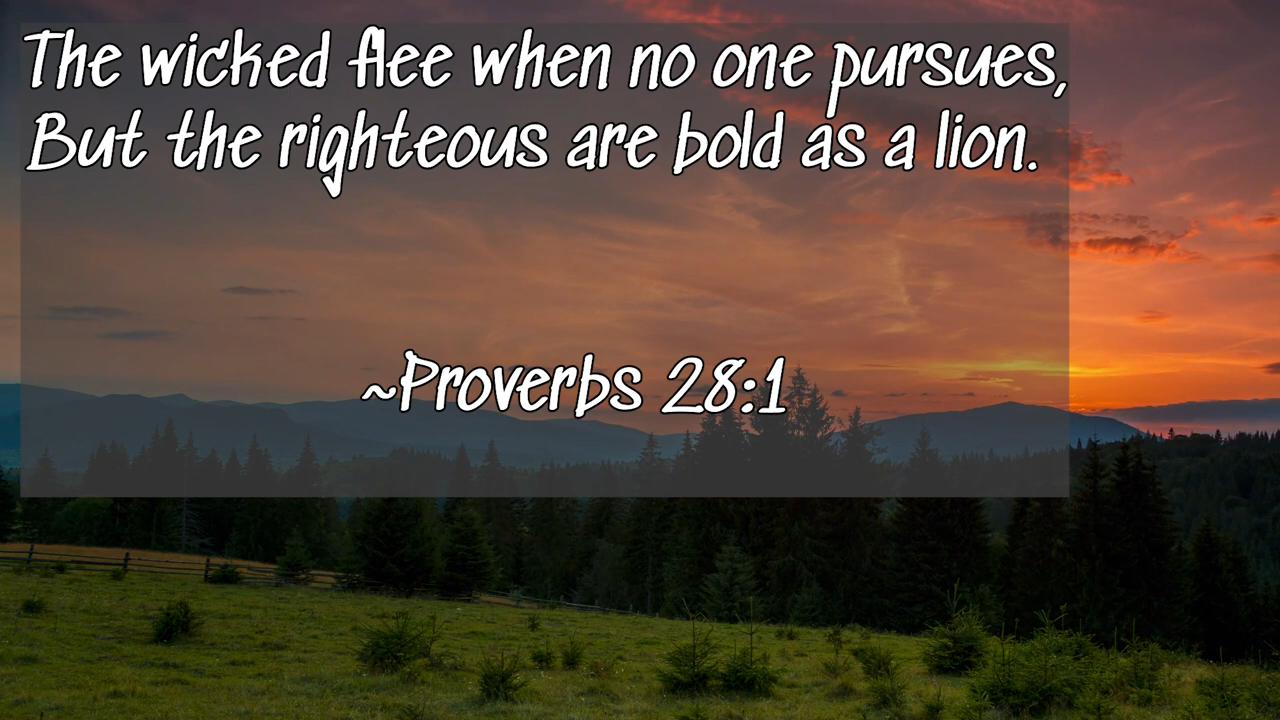 The wicked flee when no one pursues,
But the righteous are bold as a lion.
~Proverbs 28:1